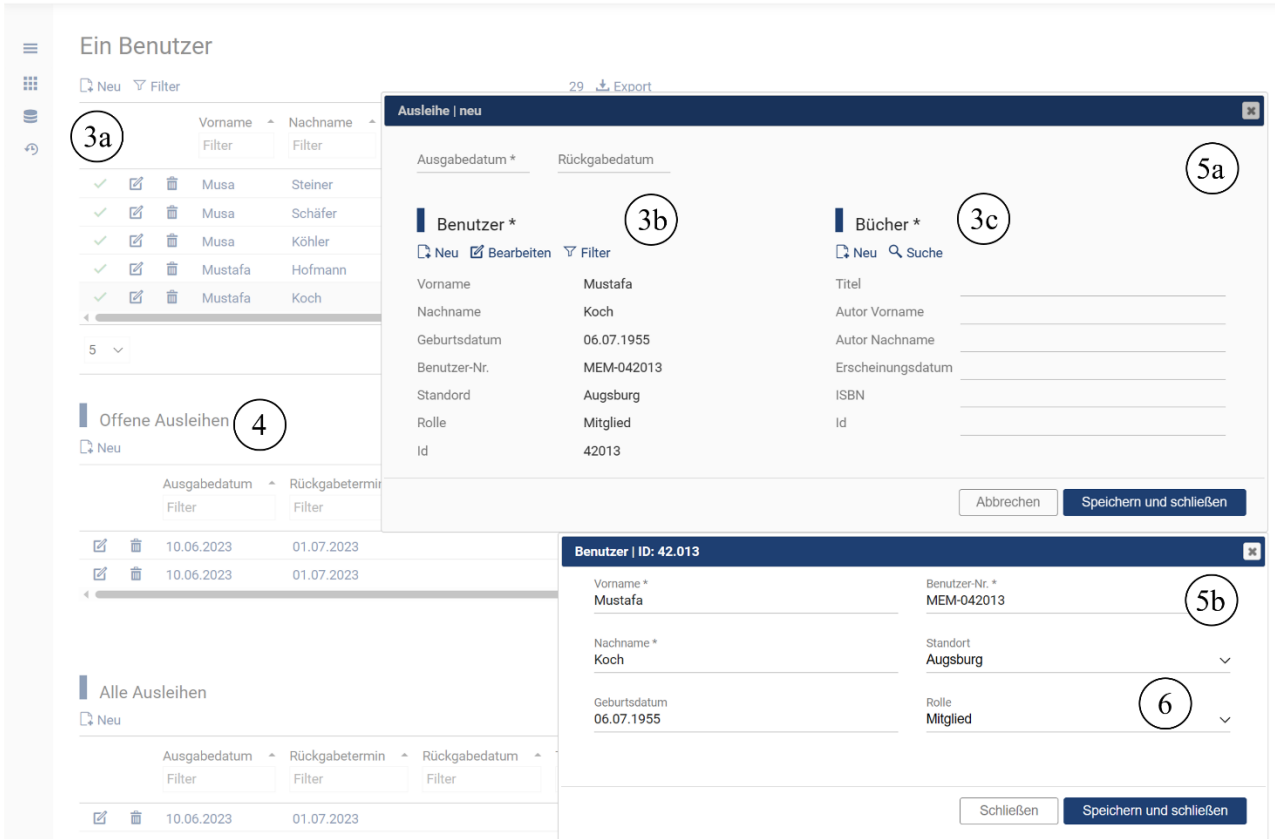 Ein Benutzer
Neu Filter 29 Export
3a
Vorname Nachname
Filter Filter
Musa Steiner
Musa Schäfer
Musa Köhler
Mustafa Hofmann
Mustafa Koch
5
Offene Ausleihen 4
Neu
Ausgabedatum Rückgabetermin
Filter Filter
10.06.2023 01.07.2023
10.06.2023 01.07.2023
Alle Ausleihen
Neu
Ausgabedatum Rückgabetermin Rückgabedatum
Filter Filter Filter
10.06.2023 01.07.2023
Ausleihe | neu
Ausgabedatum * Rückgabedatum
5a
Benutzer * 3b
Neu Bearbeiten Filter
Vorname Mustafa
Nachname Koch
Geburtsdatum 06.07.1955
Benutzer-Nr. MEM-042013
Standord Augsburg
Rolle Mitglied
Id 42013
Bücher * 3c
Neu Suche
Titel
Autor Vorname
Autor Nachname
Erscheinungsdatum
ISBN
Id
Abbrechen Speichern und schließen
Benutzer | ID: 42.013
Vorname * Benutzer-Nr. *
Mustafa MEM-042013
5b
Nachname * Standort
Koch Augsburg
Geburtsdatum Rolle
06.07.1955 Mitglied
6
Schließen Speichern und schließen